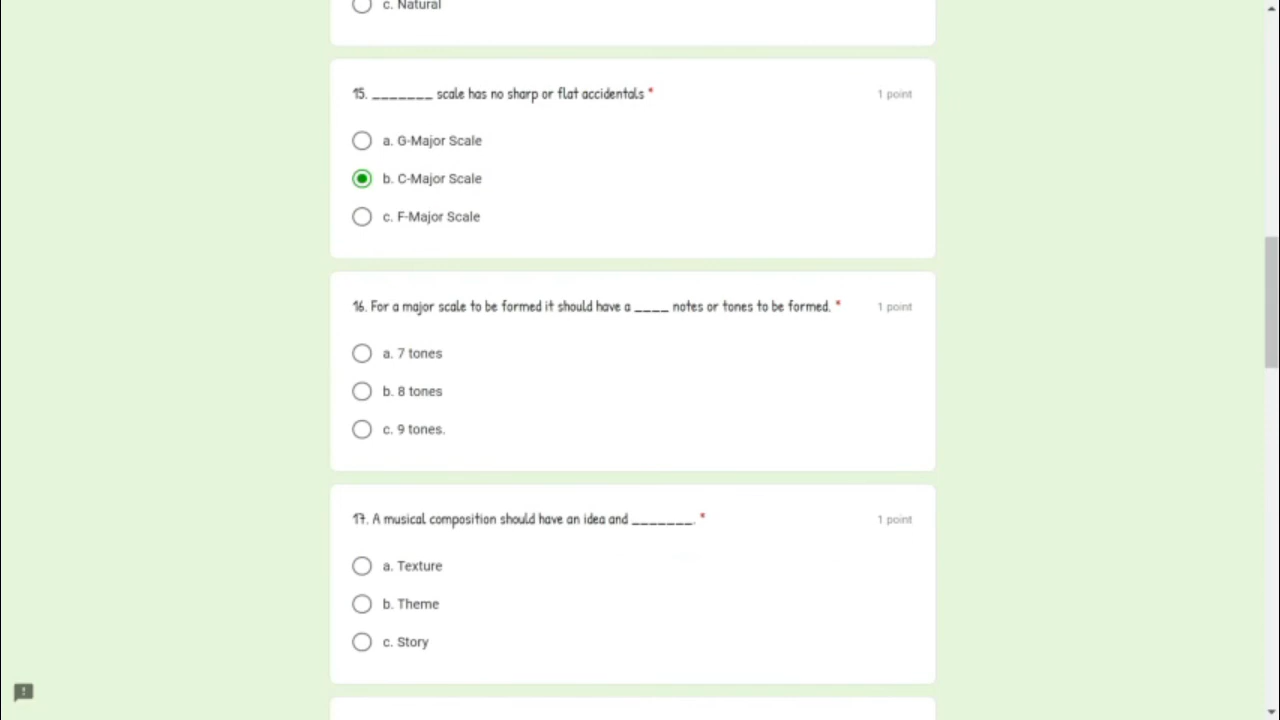 c. Natural
15. _______ scale has no sharp or flat accidentals * 1 point
a. G-Major Scale
b. C-Major Scale
c. F-Major Scale
16. For a major scale to be formed it should have a ____ notes or tones to be formed. * 1 point
a. 7 tones
b. 8 tones
c. 9 tones.
17. A musical composition should have an idea and _______. * 1 point
a. Texture
b. Theme
c. Story